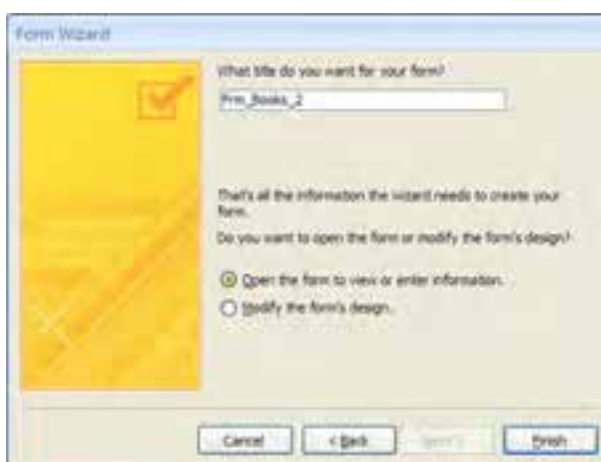 Form Wizard
What title do you want for your form?
Frm_Books_2
That's all the information the wizard needs to create your
form.
Do you want to open the form or modify the form's design?
Open the form to view or enter information.
Modify the form's design.
Cancel
< Back
Next >
Finish